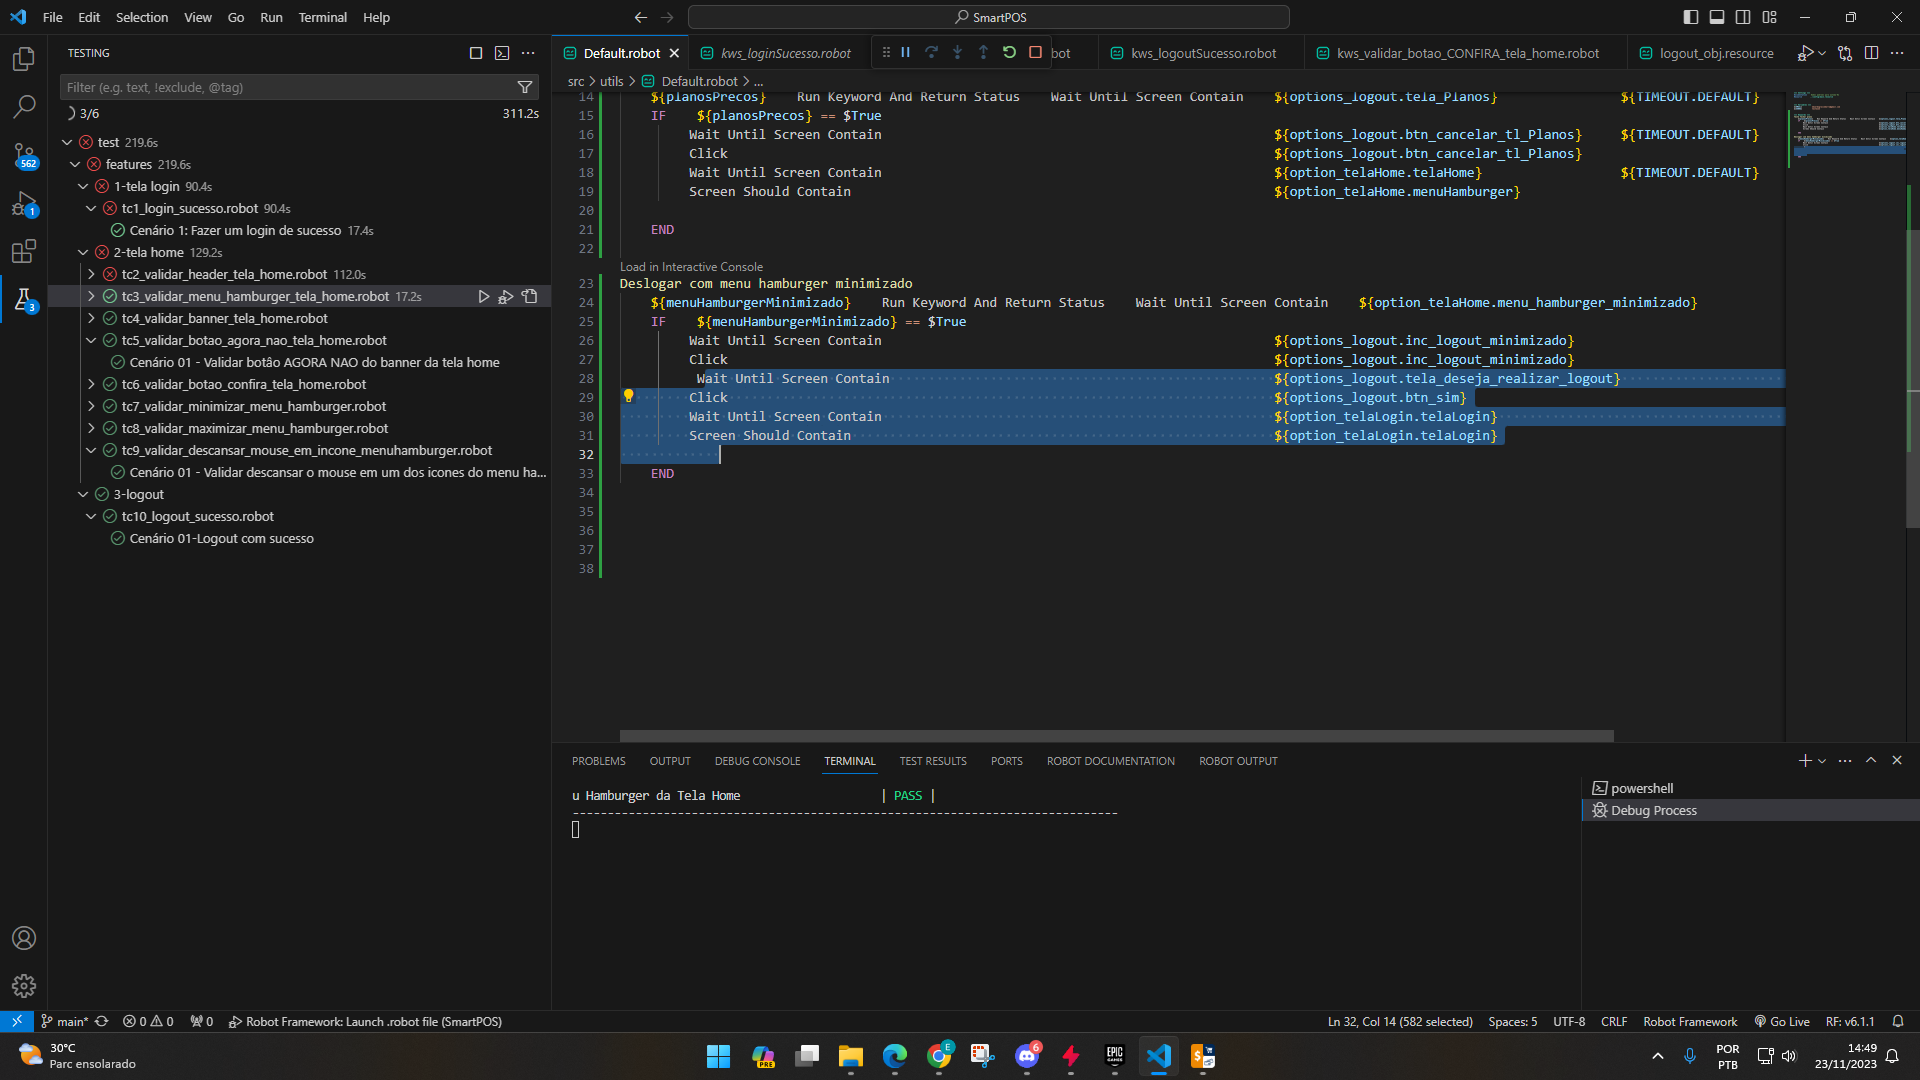 File Edit Selection View Go Run Terminal Help
SmartPOS
TESTING
Filter (e.g. text, !exclude, @tag)
3/6 311.2s
test 219.6s
features 219.6s
1-tela login 90.4s
tc1_login_sucesso.robot 90.4s
Cenário 1: Fazer um login de sucesso 17.4s
2-tela home 129.2s
tc2_validar_header_tela_home.robot 112.0s
tc3_validar_menu_hamburger_tela_home.robot 17.2s
tc4_validar_banner_tela_home.robot
tc5_validar_botao_agora_nao_tela_home.robot
Cenário 01 - Validar botão AGORA NAO do banner da tela home
tc6_validar_botao_confira_tela_home.robot
tc7_validar_minimizar_menu_hamburger.robot
tc8_validar_maximizar_menu_hamburger.robot
tc9_validar_descansar_mouse_em_incone_menuhamburger.robot
Cenário 01 - Validar descansar o mouse em um dos icones do menu ha...
3-logout
tc10_logout_sucesso.robot
Cenário 01-Logout com sucesso
562
1
3
Default.robot kws_loginSucesso.robot bot kws_logoutSucesso.robot kws_validar_botao_CONFIRA_tela_home.robot logout_obj.resource
src > utils > Default.robot > ...
14 ${planosPrecos} Run Keyword And Return Status Wait Until Screen Contain ${options_logout.tela_Planos} ${TIMEOUT.DEFAULT}
15 IF ${planosPrecos} == $True
16 Wait Until Screen Contain ${options_logout.btn_cancelar_tl_Planos} ${TIMEOUT.DEFAULT}
17 Click ${options_logout.btn_cancelar_tl_Planos}
18 Wait Until Screen Contain ${option_telaHome.telaHome} ${TIMEOUT.DEFAULT}
19 Screen Should Contain ${option_telaHome.menuHamburger}
20
21 END
22
Load in Interactive Console
23 Deslogar com menu hamburger minimizado
24 ${menuHamburgerMinimizado} Run Keyword And Return Status Wait Until Screen Contain ${option_telaHome.menu_hamburger_minimizado}
25 IF ${menuHamburgerMinimizado} == $True
26 Wait Until Screen Contain ${options_logout.inc_logout_minimizado}
27 Click ${options_logout.inc_logout_minimizado}
28 Wait Until Screen Contain ${options_logout.tela_deseja_realizar_logout}
29 Click ${options_logout.btn_sim}
30 Wait Until Screen Contain ${option_telaLogin.telaLogin}
31 Screen Should Contain ${option_telaLogin.telaLogin}
32
33 END
34
35
36
37
38
PROBLEMS OUTPUT DEBUG CONSOLE TERMINAL TEST RESULTS PORTS ROBOT DOCUMENTATION ROBOT OUTPUT
u Hamburger da Tela Home | PASS |
------------------------------------------------------------------------------
powershell
Debug Process
main* 0 0 0 Robot Framework: Launch .robot file (SmartPOS) Ln 32, Col 14 (582 selected) Spaces: 5 UTF-8 CRLF Robot Framework Go Live RF: v6.1.1
30°C
Parc ensolarado
PRE
E
6
EPIC
GAMES
POR
PTB
14:49
23/11/2023